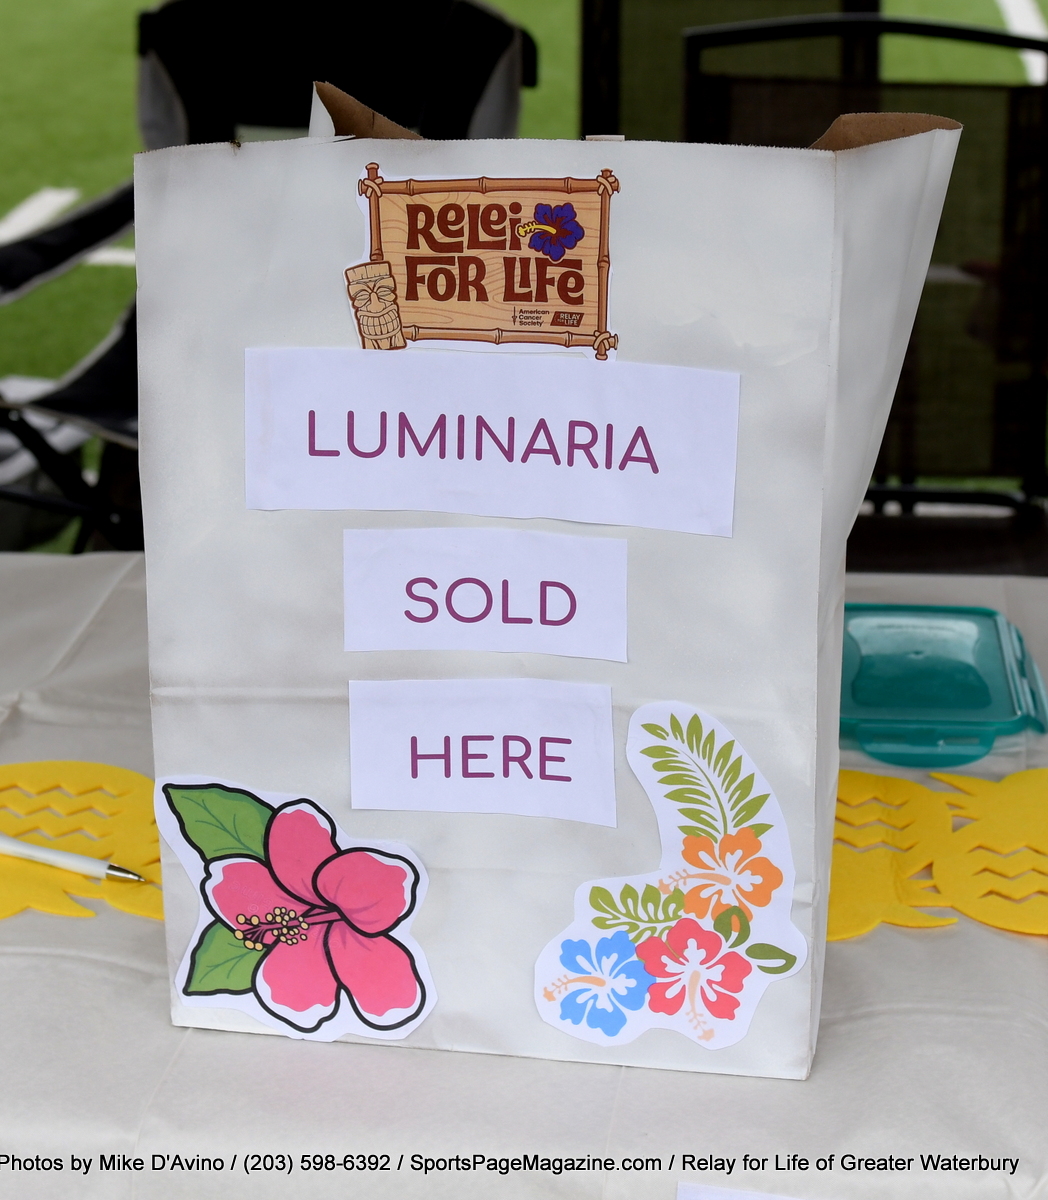 ReLei
FOR LIFe
American
Cancer
Society
RELAY
FOR LIFE
LUMINARIA
SOLD
HERE
Photos by Mike D'Avino / (203) 598-6392 / SportsPageMagazine.com / Relay for Life of Greater Waterbury